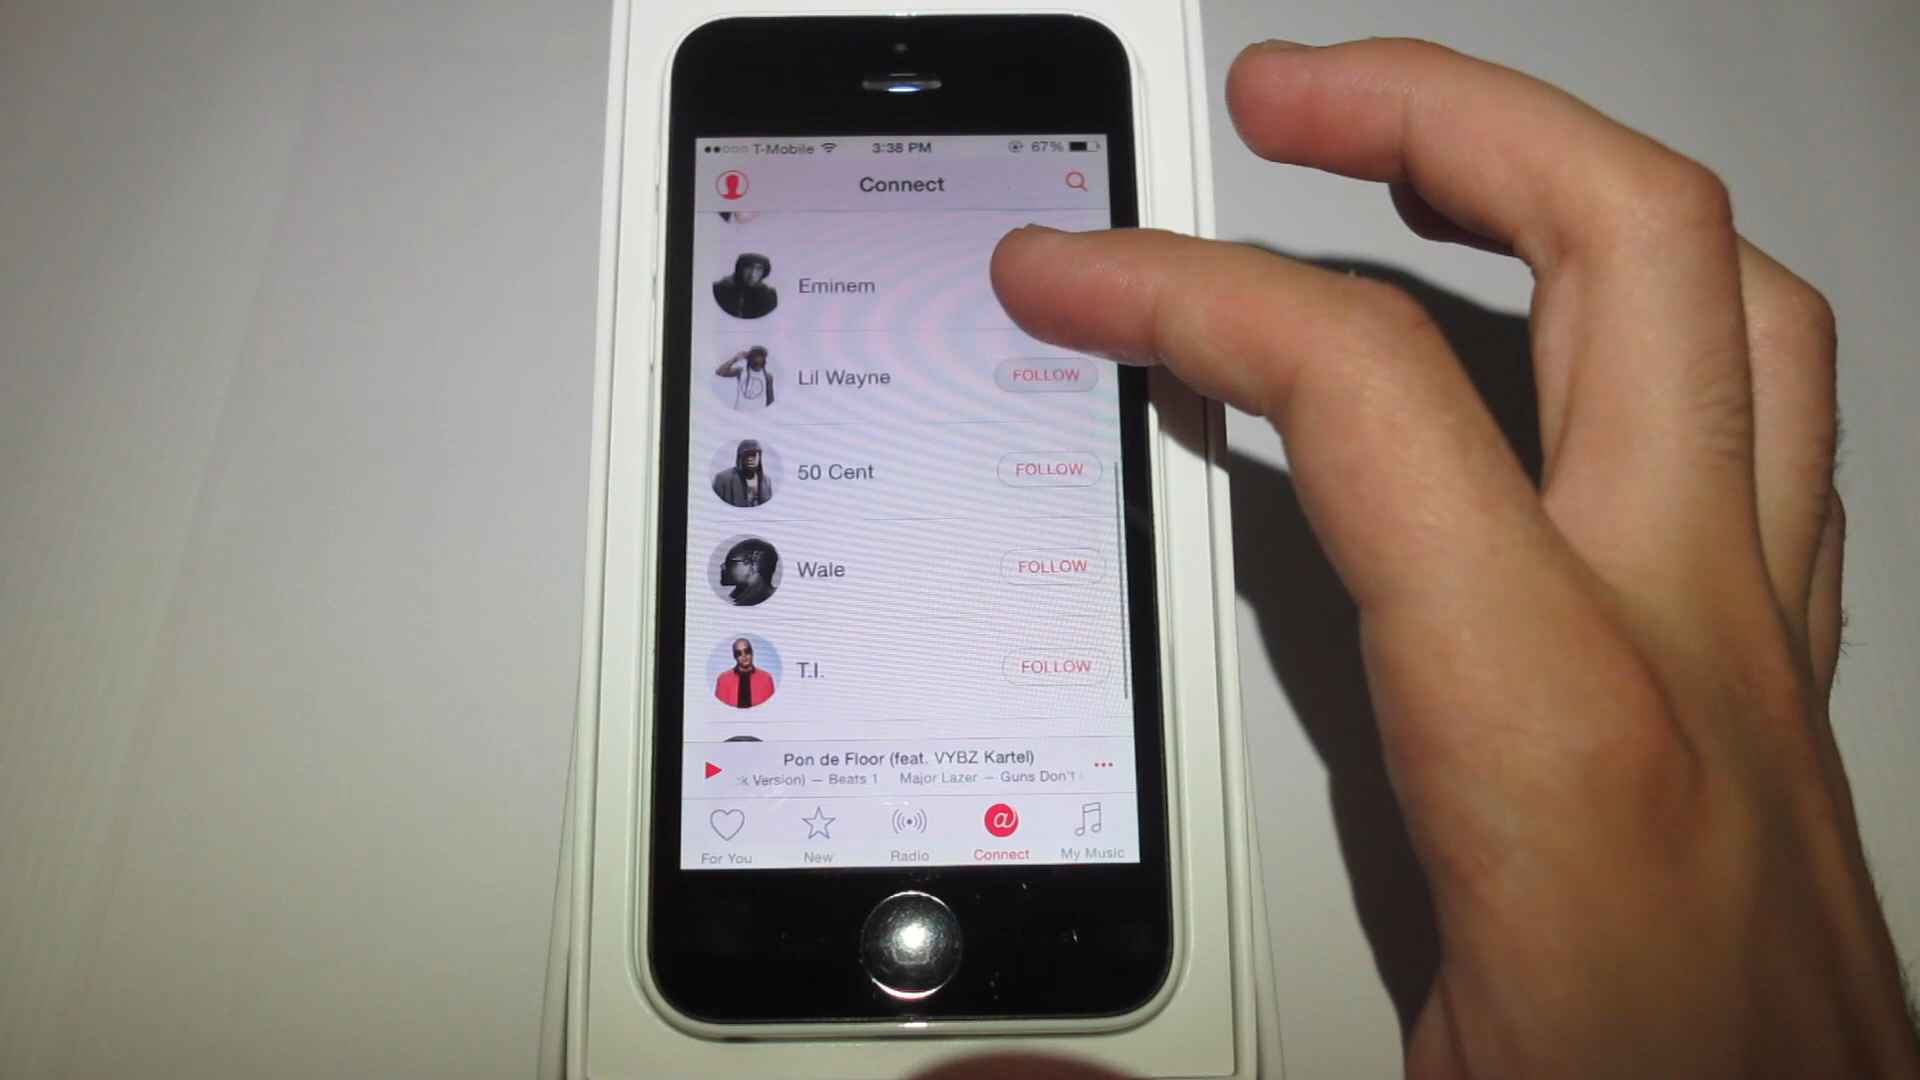 T-Mobile 3:38 PM 67%
Connect
Eminem
Lil Wayne FOLLOW
50 Cent FOLLOW
Wale FOLLOW
T.I. FOLLOW
Pon de Floor (feat. VYBZ Kartel)
k Version) — Beats 1 Major Lazer — Guns Don't
@
For You New Radio Connect My Music